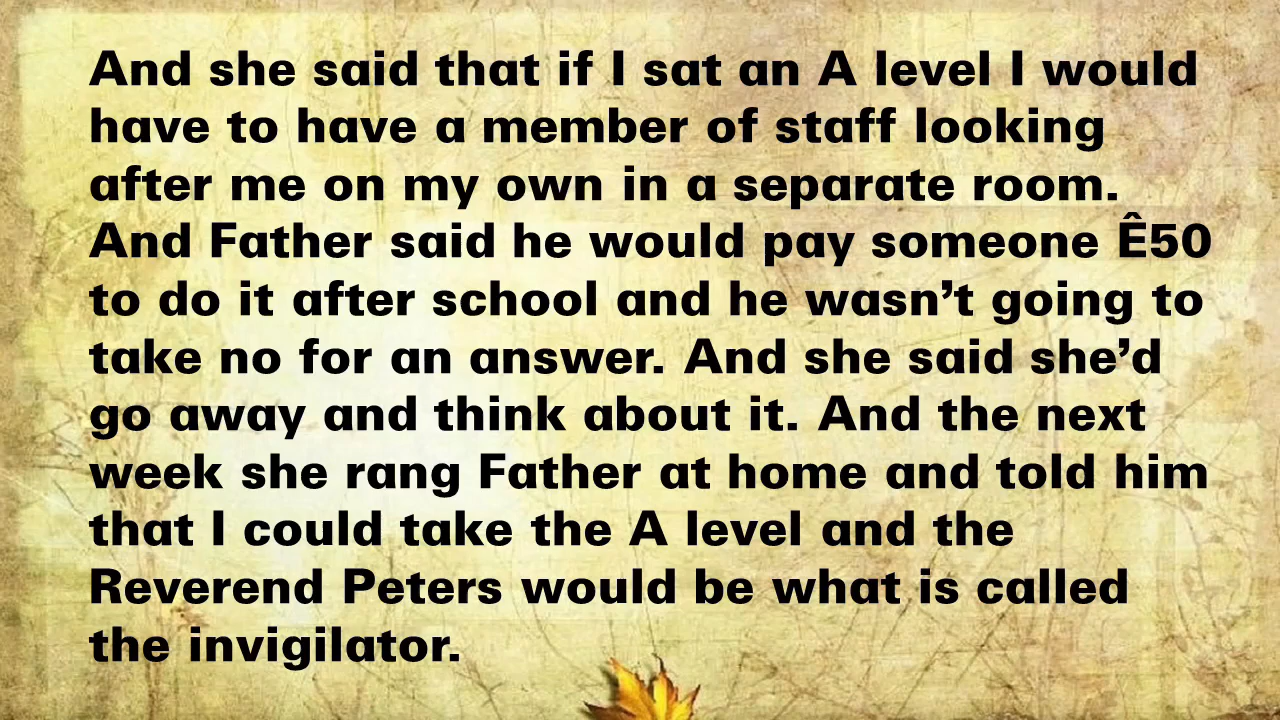 And she said that if I sat an A level I would
have to have a member of staff looking
after me on my own in a separate room.
And Father said he would pay someone Ê50
to do it after school and he wasn’t going to
take no for an answer. And she said she’d
go away and think about it. And the next
week she rang Father at home and told him
that I could take the A level and the
Reverend Peters would be what is called
the invigilator.